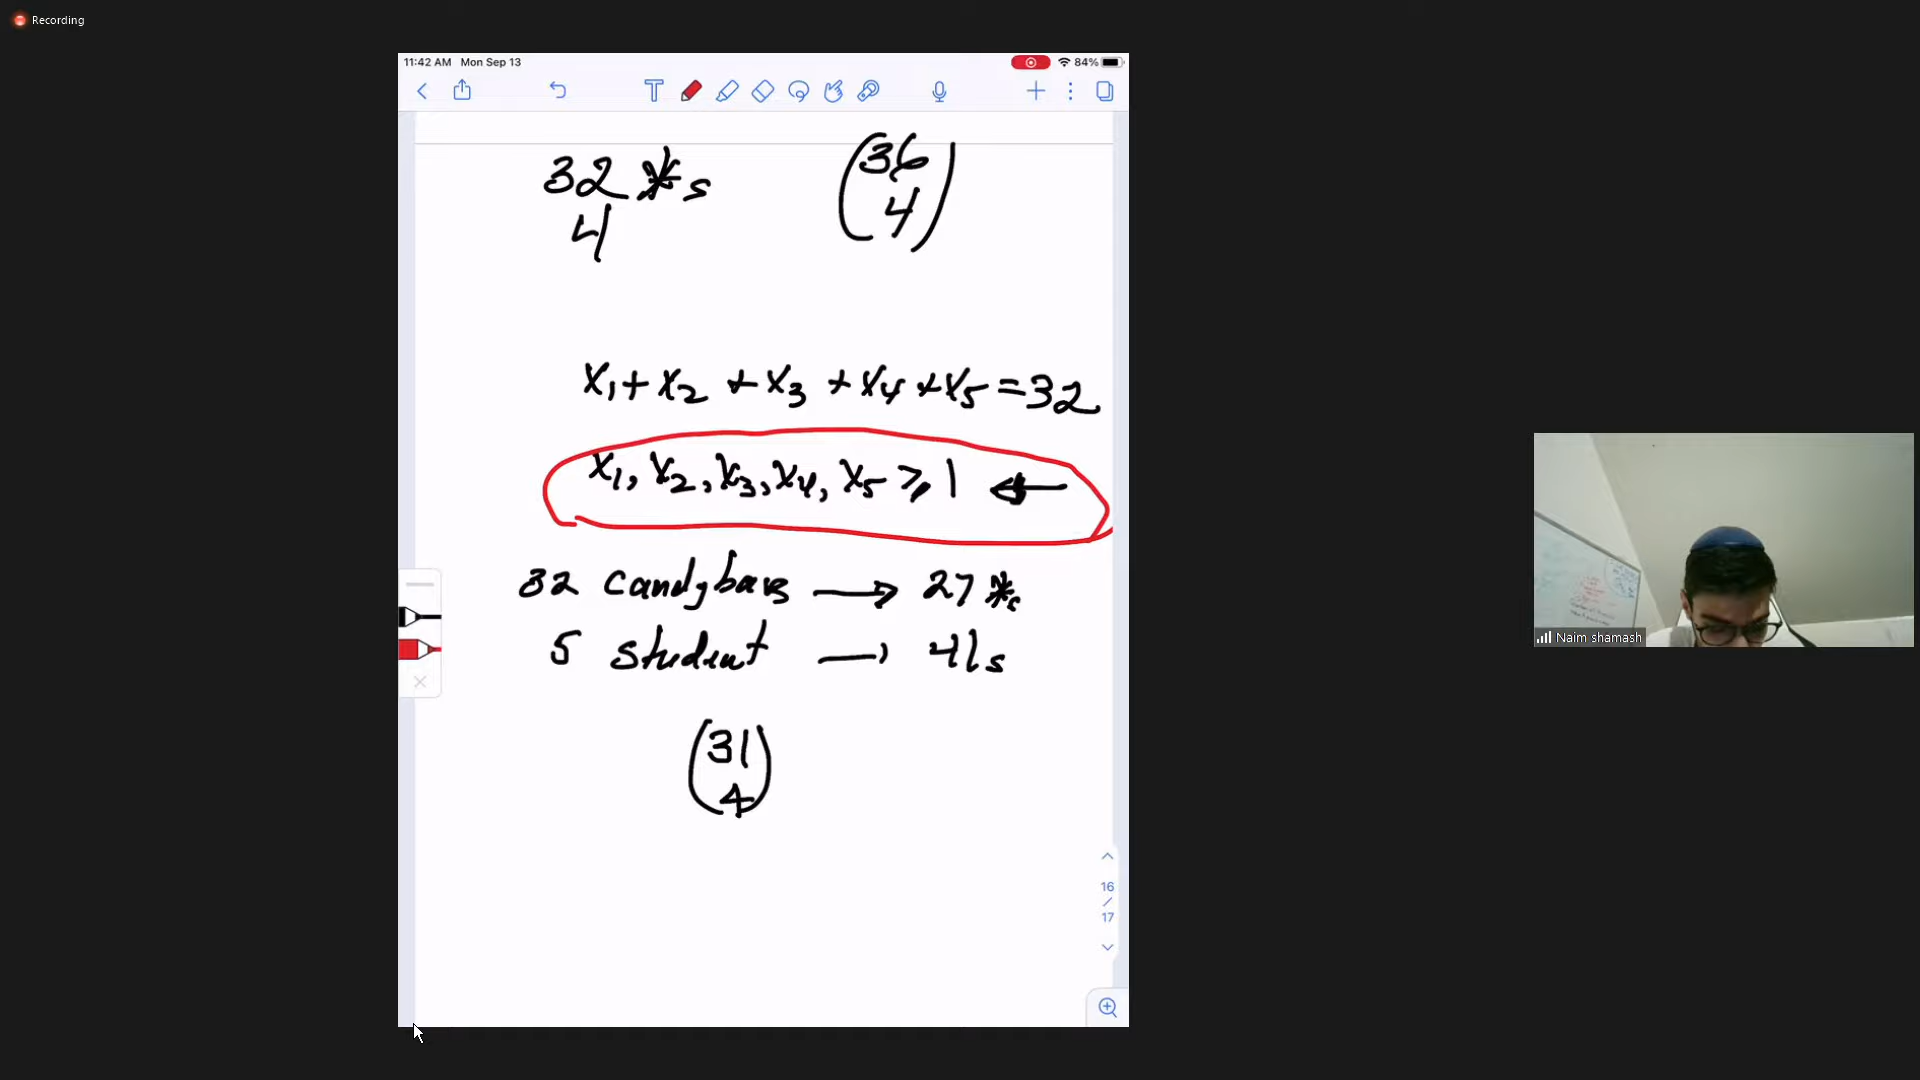 Recording
11:42 AM Mon Sep 13
84%
T
32 *s
4
(36
4)
x₁+x₂+x₃+x₄+x₅=32
x₁, x₂, x₃, x₄, x₅ ⩾ 1 ←
32 candybars → 27 *s
5 student → 4 |s
(31
4)
16
/
17
Naim shamash